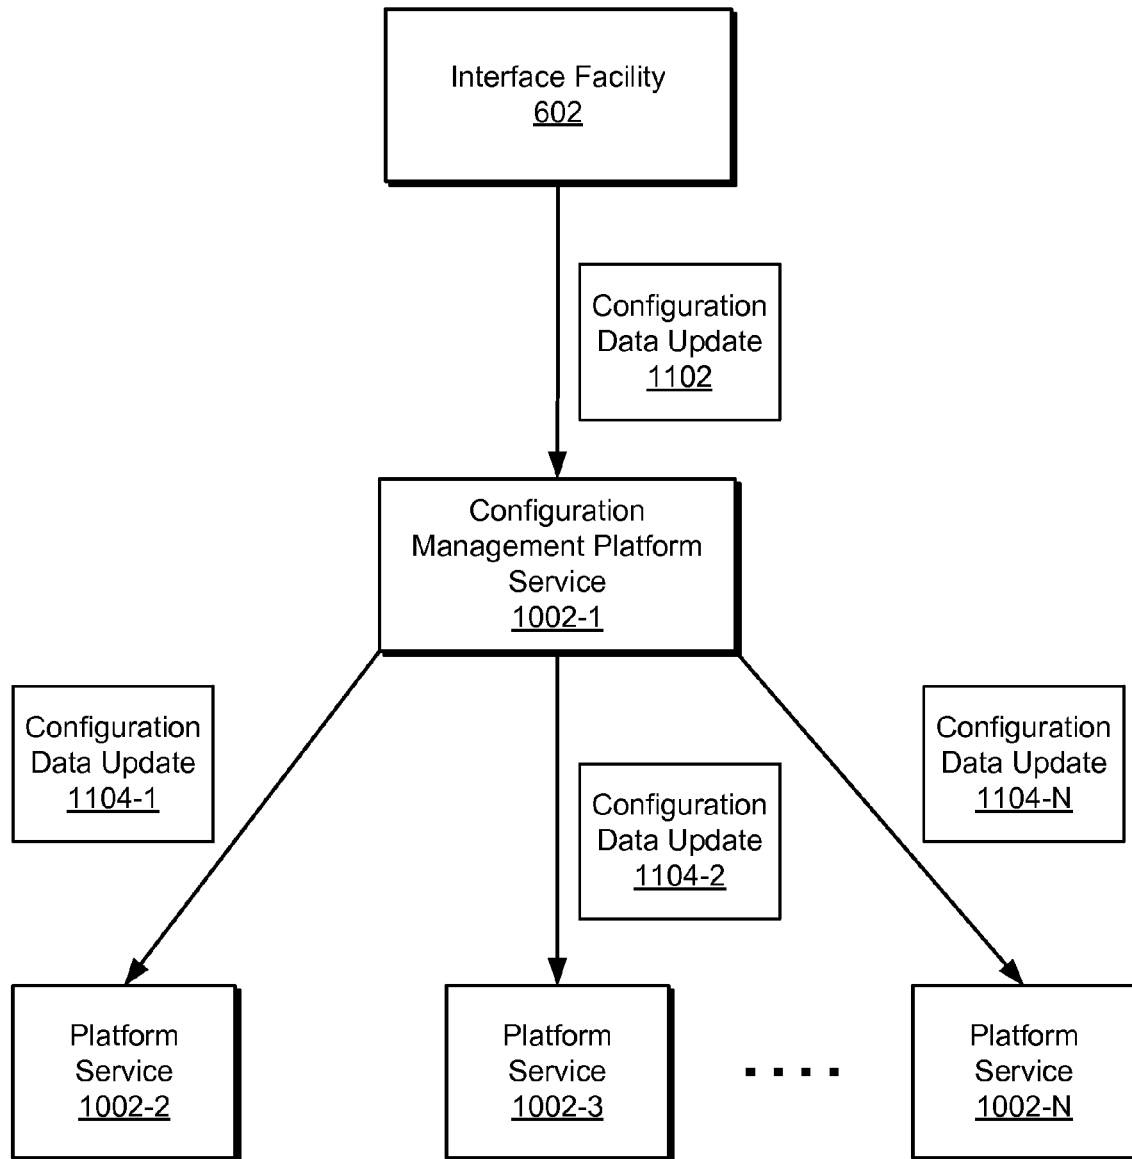 Interface Facility
602
Configuration
Data Update
1102
Configuration
Management Platform
Service
1002-1
Configuration
Data Update
1104-1
Configuration
Data Update
1104-2
Configuration
Data Update
1104-N
Platform
Service
1002-2
Platform
Service
1002-3
Platform
Service
1002-N